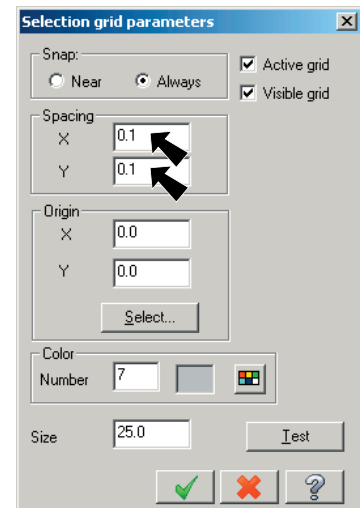 Selection grid parameters
Snap:
Near Always
Active grid
Visible grid
Spacing
X 0.1
Y 0.1
Origin
X 0.0
Y 0.0
Select...
Color
Number 7
Size 25.0
Test